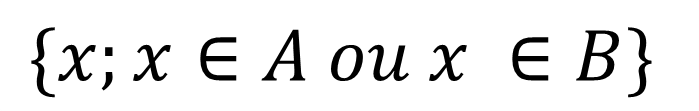 {x; x ∈ A ou x ∈ B}